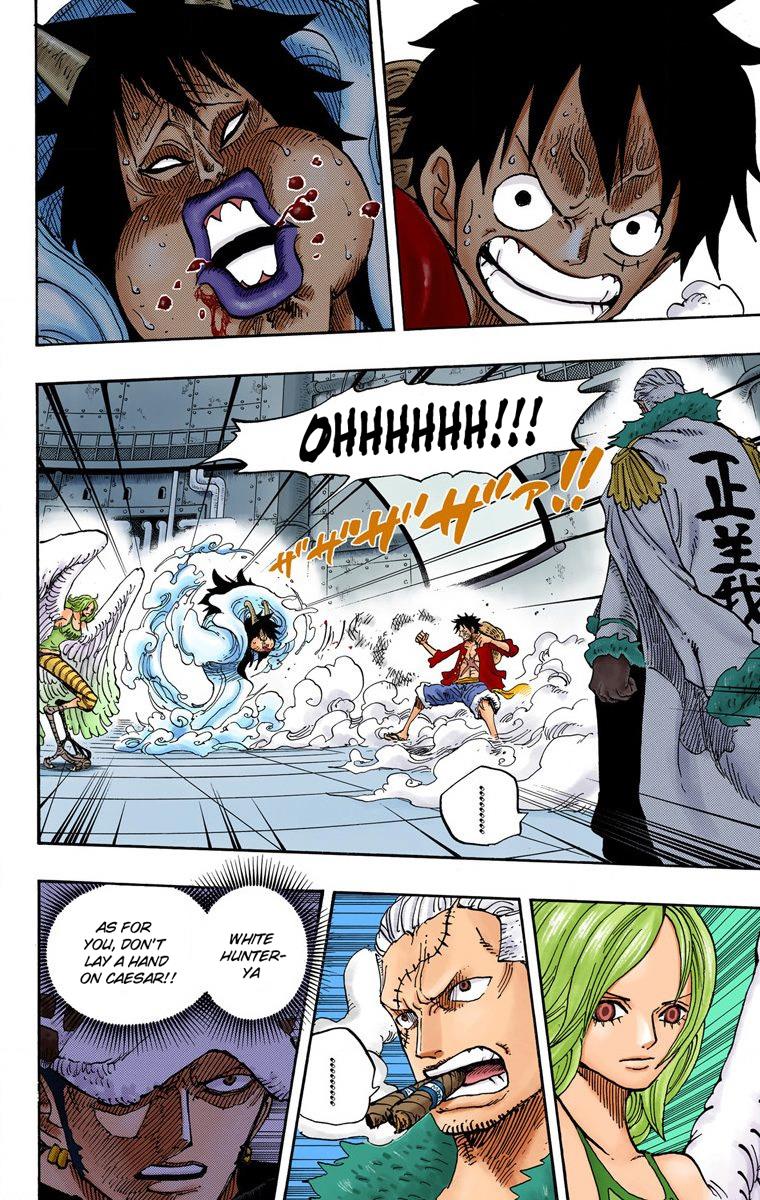 OHHHHHH!!!
ザザザザザァ!!
正
義
.........
.........
WHITE
HUNTER-
YA
AS FOR
YOU, DON'T
LAY A HAND
ON CAESAR!!